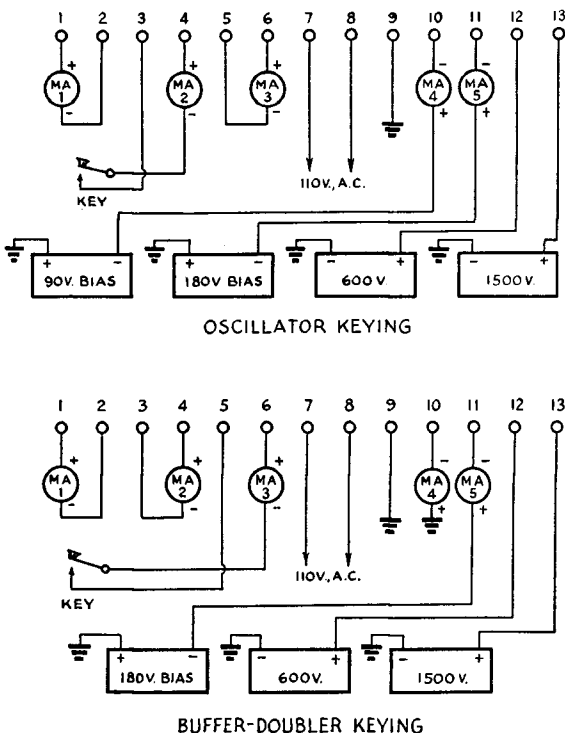 1 2 3 4 5 6 7 8 9 10 11 12 13
+ + + - -
MA 1 MA 2 MA 3 MA 4 MA 5
- - - + +
110V., A.C.
KEY
+ - + - - + - +
90V. BIAS 180V BIAS 600V. 1500V.
OSCILLATOR KEYING
1 2 3 4 5 6 7 8 9 10 11 12 13
+ + + - -
MA 1 MA 2 MA 3 MA 4 MA 5
- - - + +
110V., A.C.
KEY
+ - - + - +
180V. BIAS 600V. 1500V.
BUFFER-DOUBLER KEYING